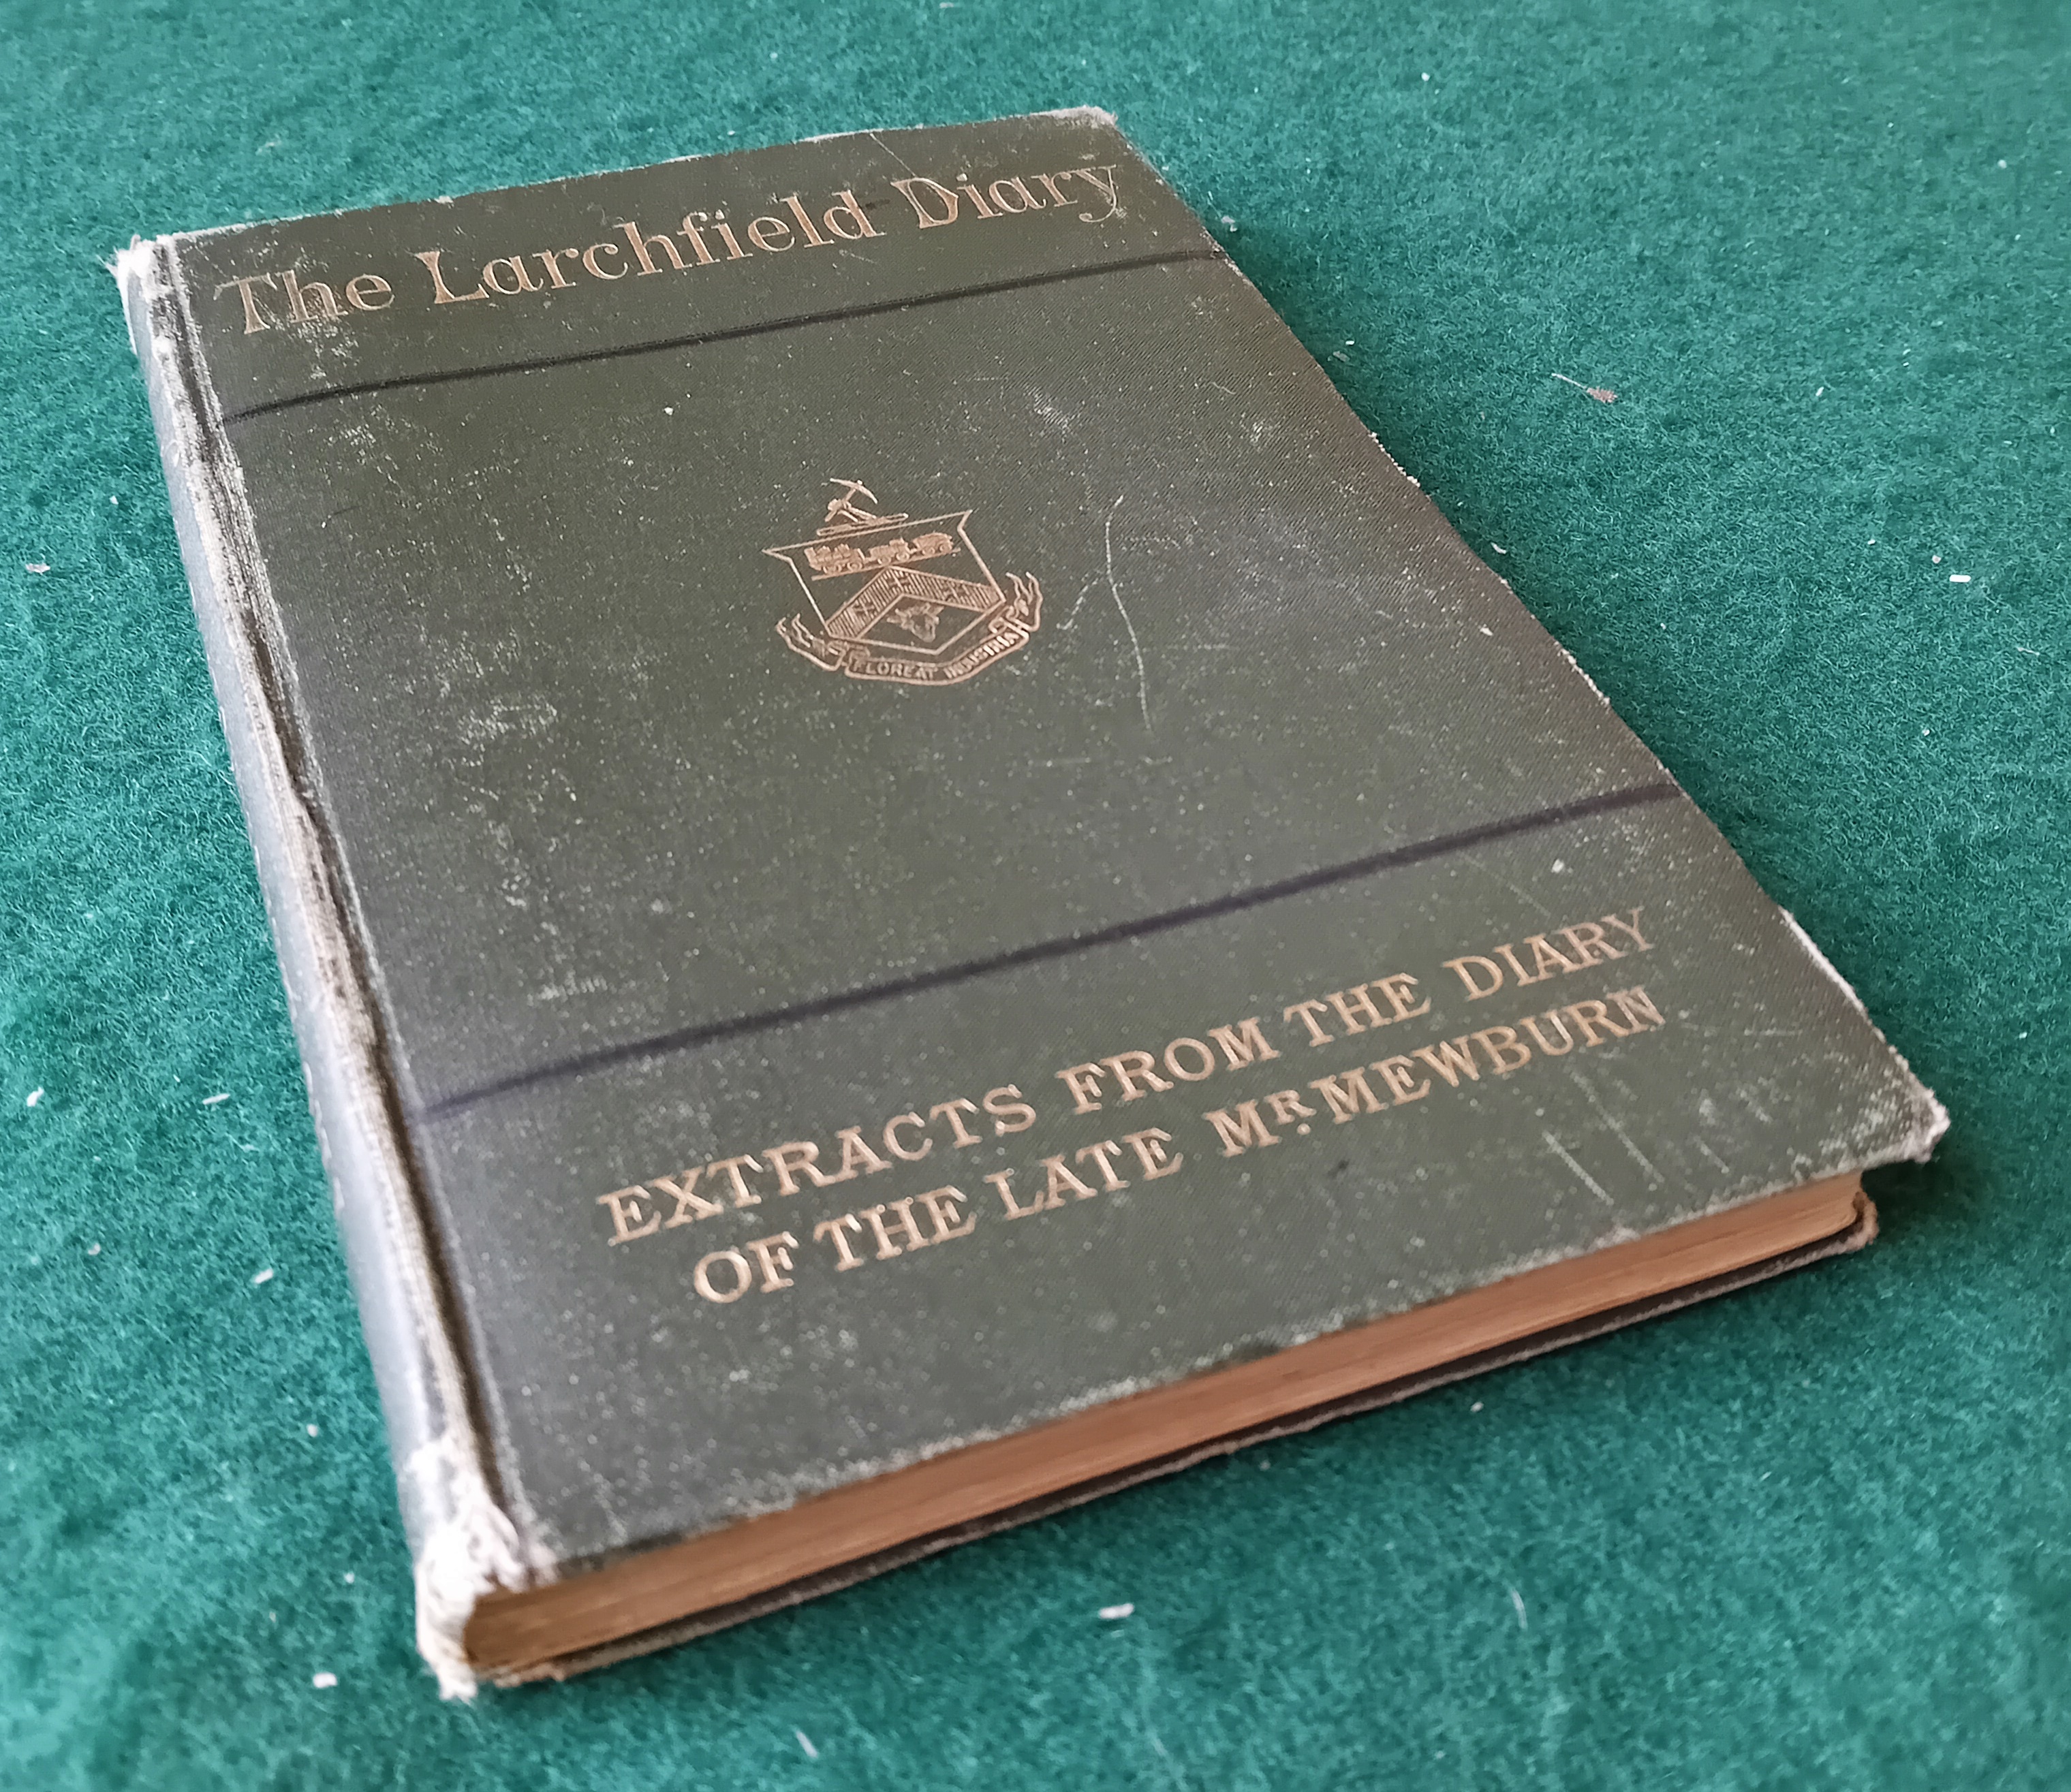 The Larchfield Diary
FLOREAT INDUSTRIA
EXTRACTS FROM THE DIARY
OF THE LATE MR. MEWBURN